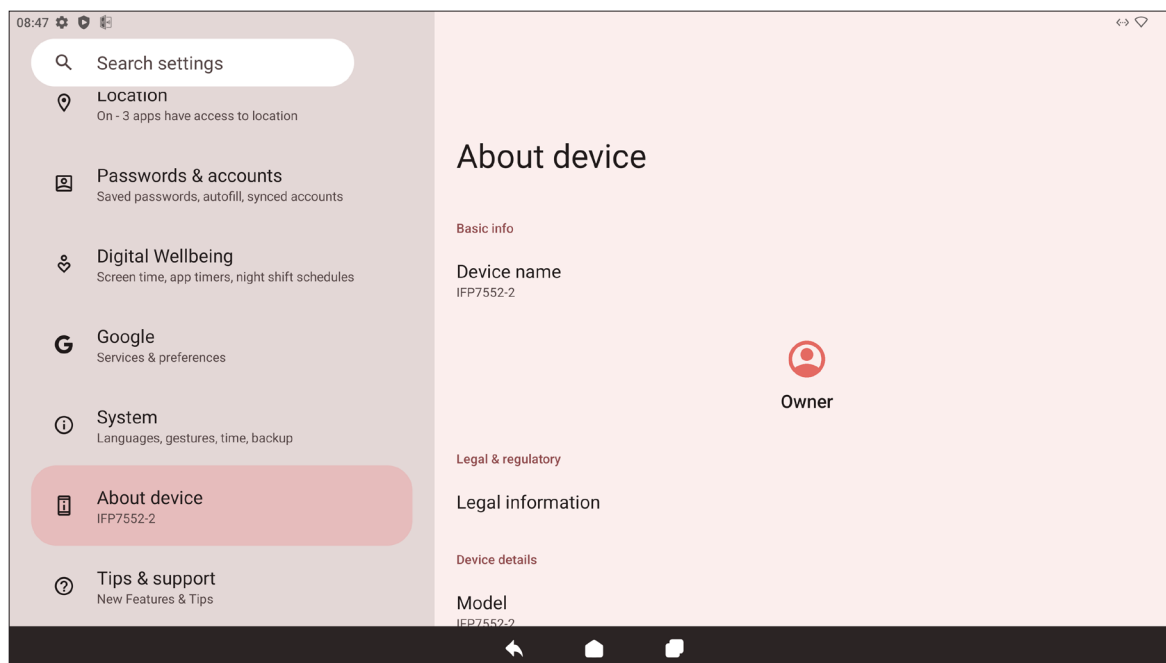 08:47
Search settings
Location
On - 3 apps have access to location
Passwords & accounts
Saved passwords, autofill, synced accounts
Digital Wellbeing
Screen time, app timers, night shift schedules
Google
Services & preferences
System
Languages, gestures, time, backup
About device
IFP7552-2
Tips & support
New Features & Tips
About device
Basic info
Device name
IFP7552-2
Owner
Legal & regulatory
Legal information
Device details
Model
IFP7552-2